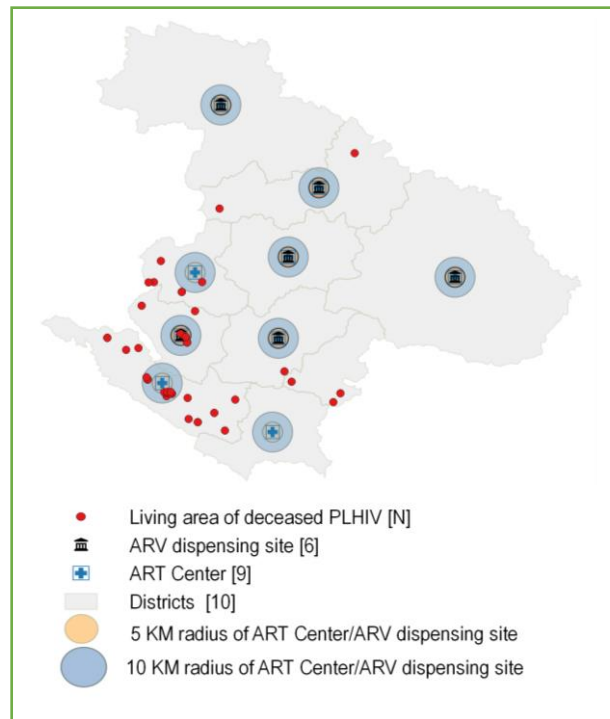 Living area of deceased PLHIV [N]
ARV dispensing site [6]
ART Center [9]
Districts [10]
5 KM radius of ART Center/ARV dispensing site
10 KM radius of ART Center/ARV dispensing site